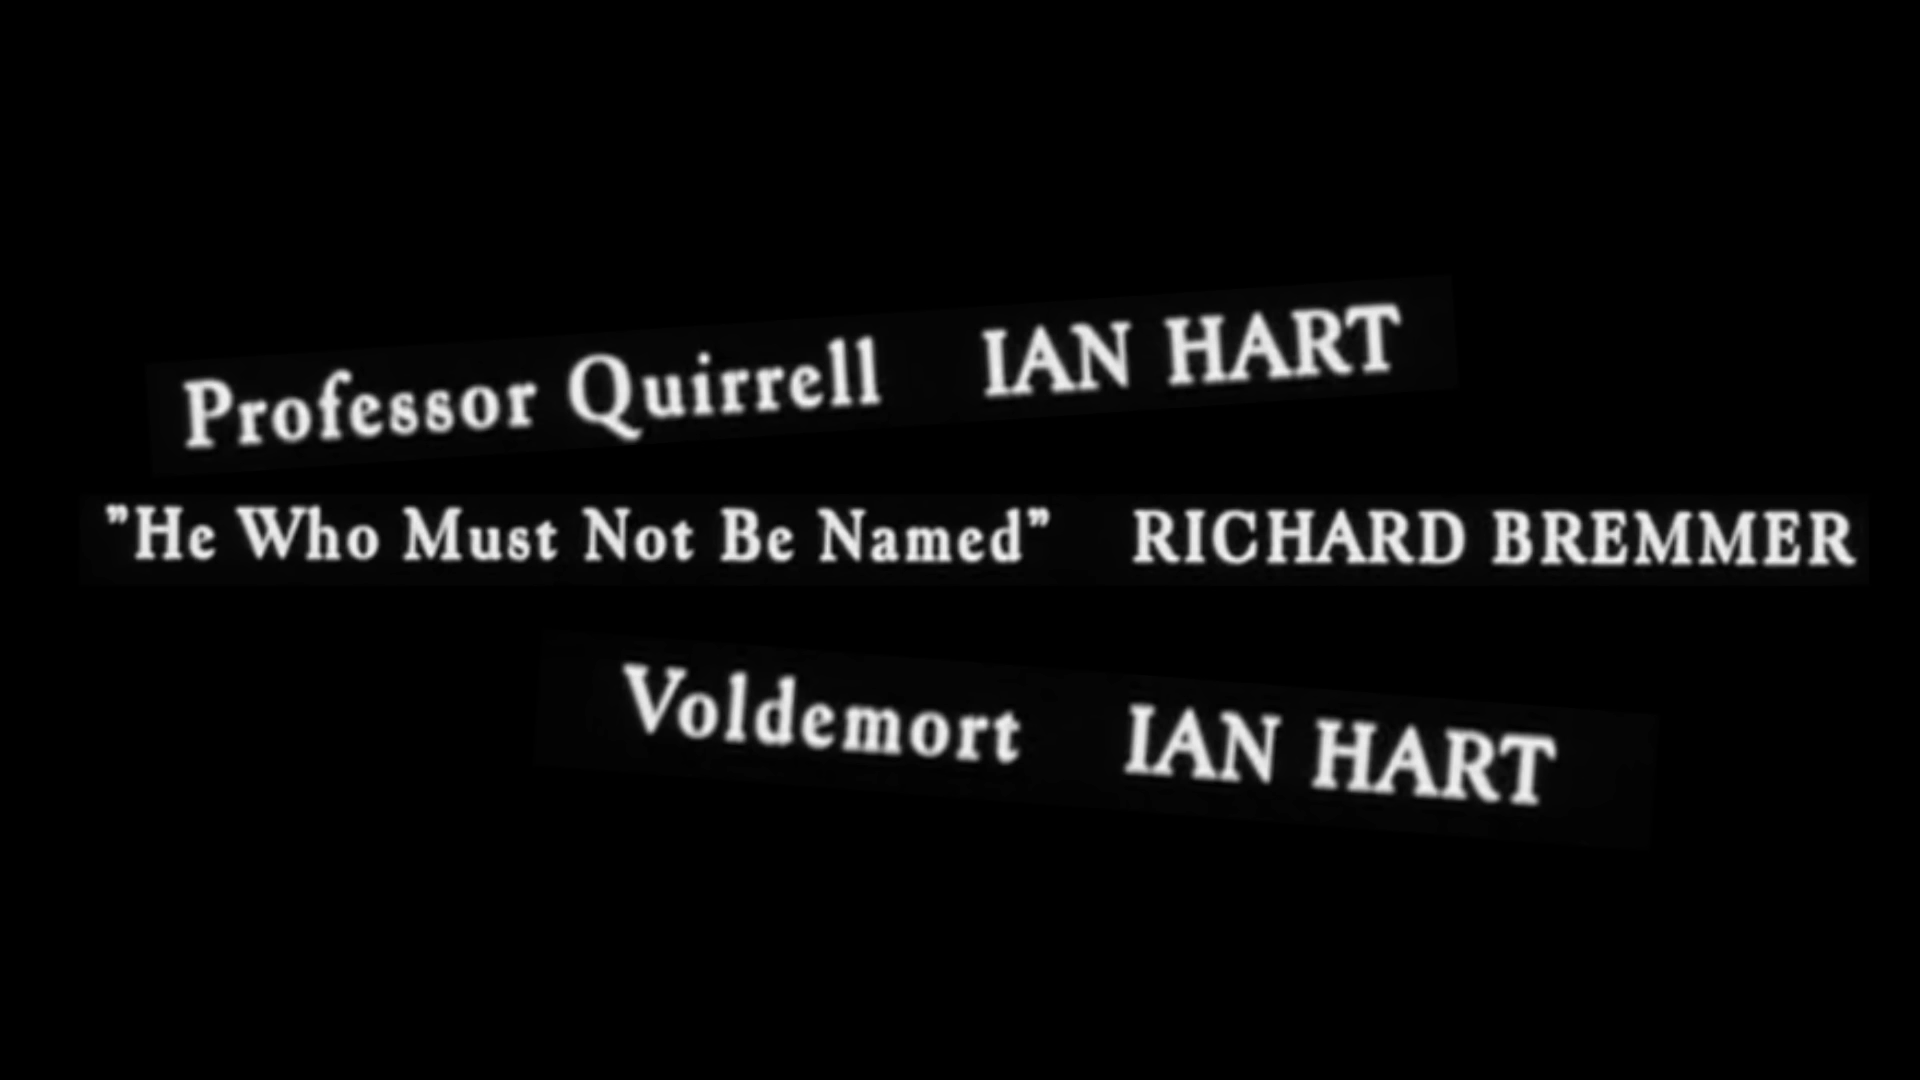 Professor Quirrell IAN HART
”He Who Must Not Be Named” RICHARD BREMMER
Voldemort IAN HART